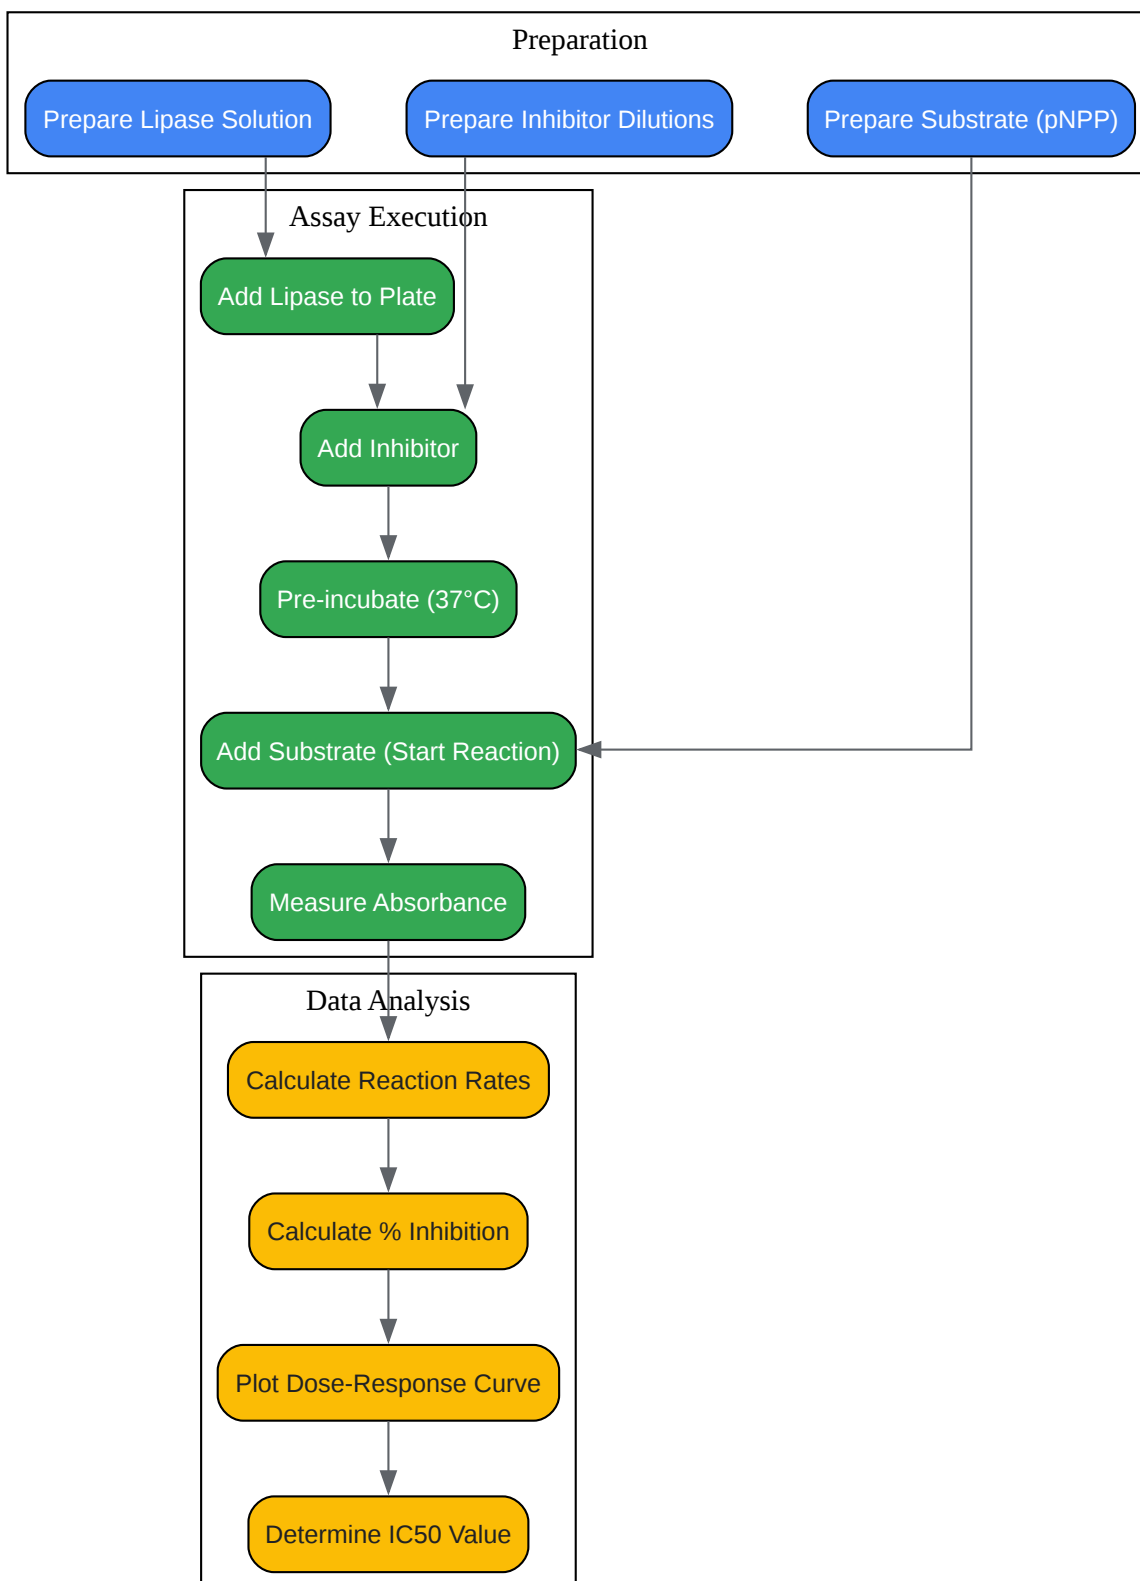 Preparation
Prepare Lipase Solution
Prepare Inhibitor Dilutions
Prepare Substrate (pNPP)
Assay Execution
Add Lipase to Plate
Add Inhibitor
Pre-incubate (37°C)
Add Substrate (Start Reaction)
Measure Absorbance
Data Analysis
Calculate Reaction Rates
Calculate % Inhibition
Plot Dose-Response Curve
Determine IC50 Value